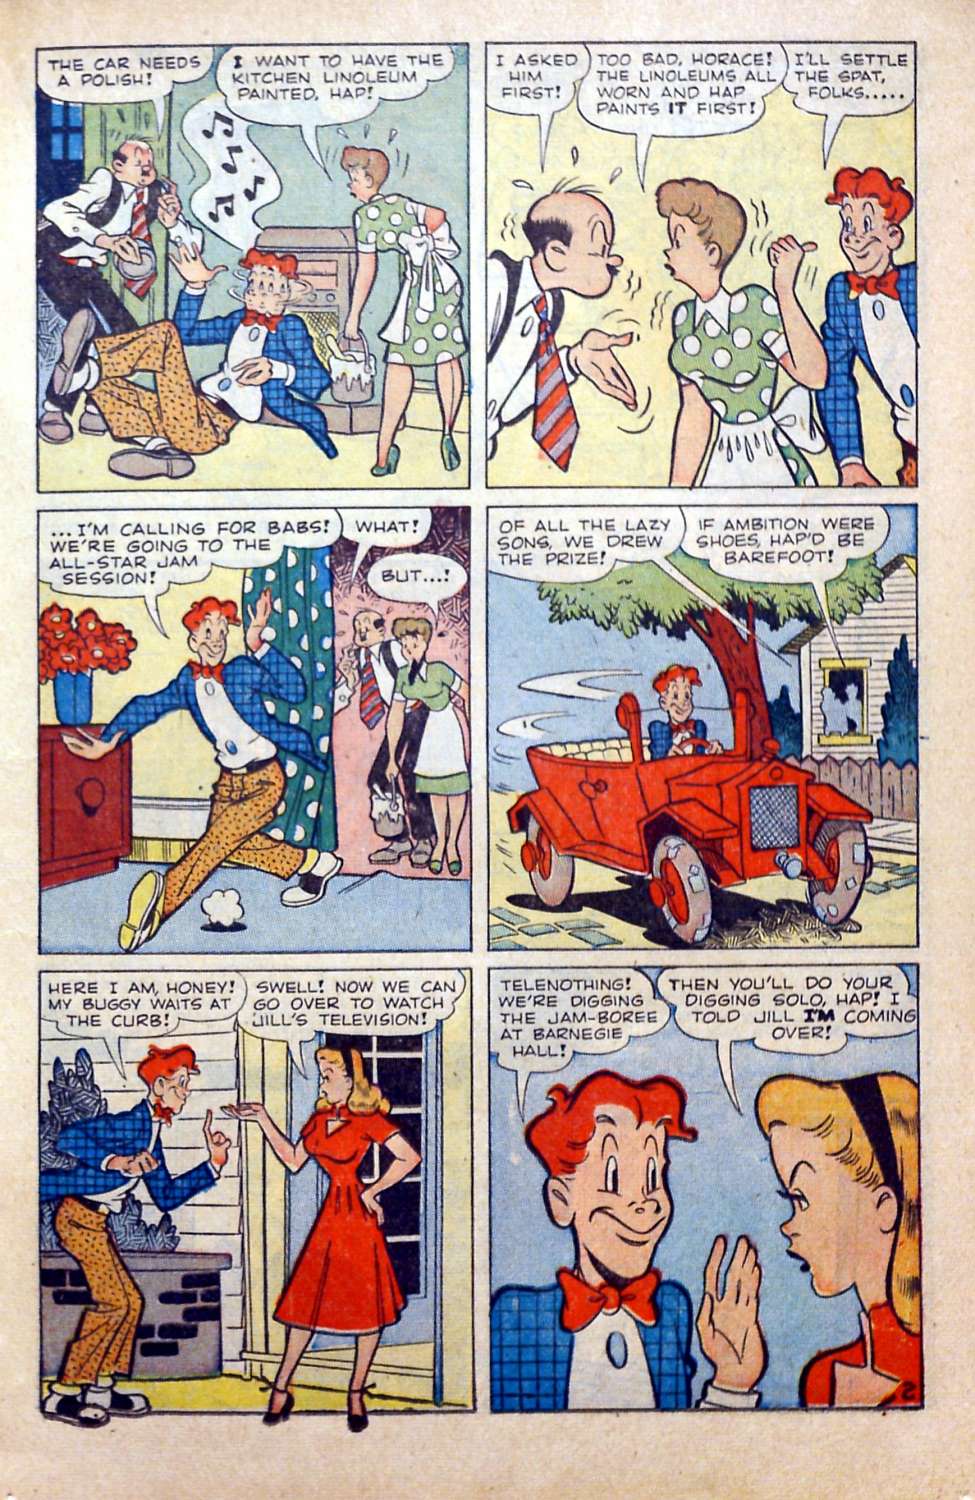 THE CAR NEEDS
A POLISH!
I WANT TO HAVE THE
KITCHEN LINOLEUM
PAINTED, HAP!
I ASKED
HIM
FIRST!
TOO BAD, HORACE!
THE LINOLEUMS ALL
WORN AND HAP
PAINTS IT FIRST!
I'LL SETTLE
THE SPAT,
FOLKS.....
...I'M CALLING FOR BABS!
WE'RE GOING TO THE
ALL-STAR JAM
SESSION!
WHAT!
BUT...!
OF ALL THE LAZY
SONS, WE DREW
THE PRIZE!
IF AMBITION WERE
SHOES, HAP'D BE
BAREFOOT!
HERE I AM, HONEY!
MY BUGGY WAITS AT
THE CURB!
SWELL! NOW WE CAN
GO OVER TO WATCH
JILL'S TELEVISION!
TELENOTHING!
WE'RE DIGGING
THE JAM-BOREE
AT BARNEGIE
HALL!
THEN YOU'LL DO YOUR
DIGGING SOLO, HAP! I
TOLD JILL I'M COMING
OVER!
2